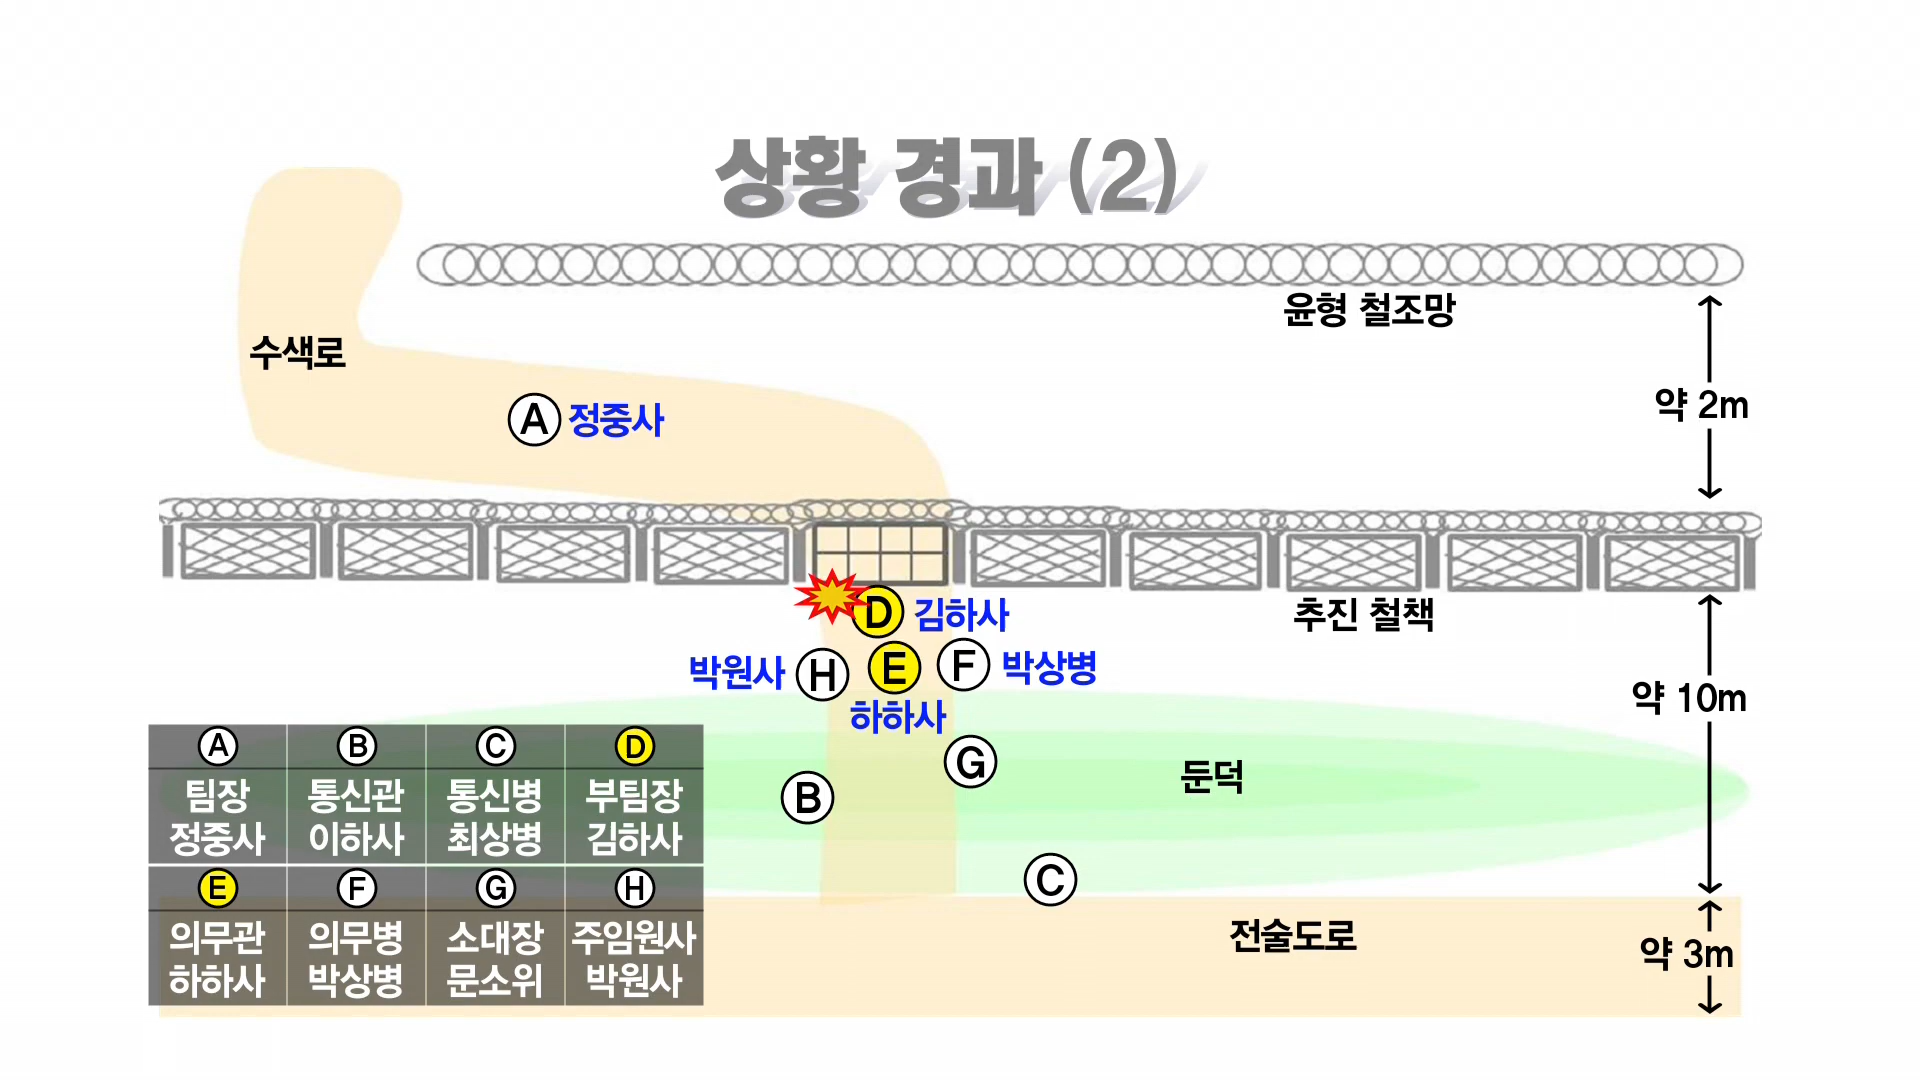 상황 경과 (2)
윤형 철조망
수색로
약 2m
A 정중사
추진 철책
D 김하사
박원사 H E F 박상병
하하사
약 10m
G
둔덕
B
C
전술도로
약 3m
A B C D
팀장 통신관 통신병 부팀장
정중사 이하사 최상병 김하사
E F G H
의무관 의무병 소대장 주임원사
하하사 박상병 문소위 박원사